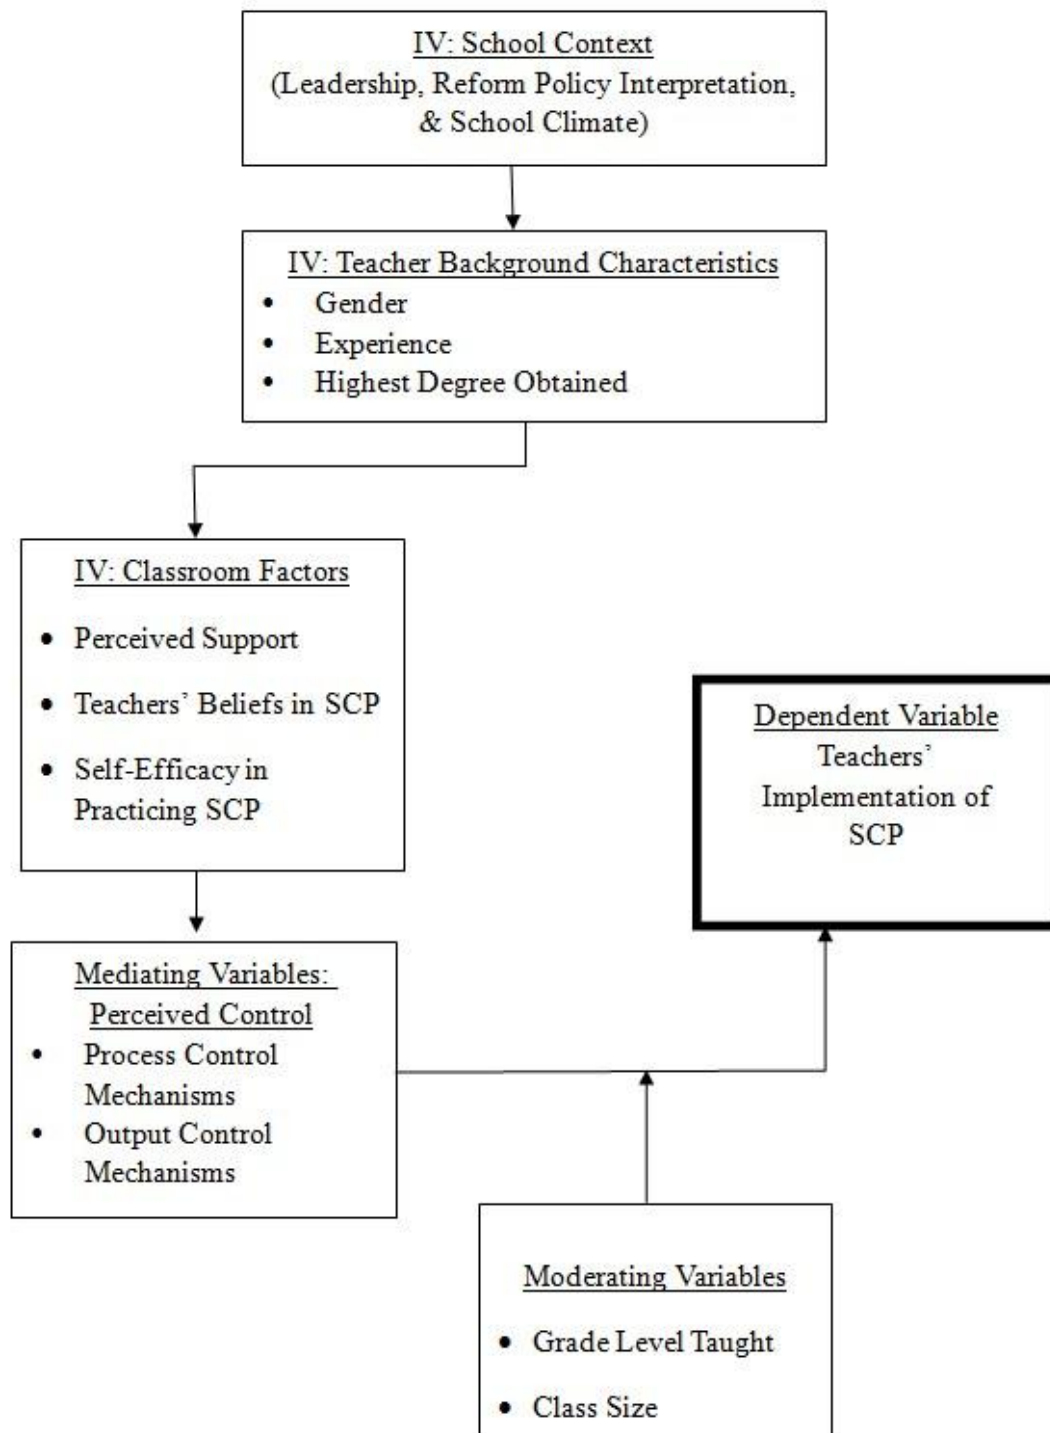 IV: School Context
(Leadership, Reform Policy Interpretation,
& School Climate)
IV: Teacher Background Characteristics
• Gender
• Experience
• Highest Degree Obtained
IV: Classroom Factors
• Perceived Support
• Teachers’ Beliefs in SCP
• Self-Efficacy in
Practicing SCP
Dependent Variable
Teachers’
Implementation of
SCP
Mediating Variables:
Perceived Control
• Process Control
Mechanisms
• Output Control
Mechanisms
Moderating Variables
• Grade Level Taught
• Class Size